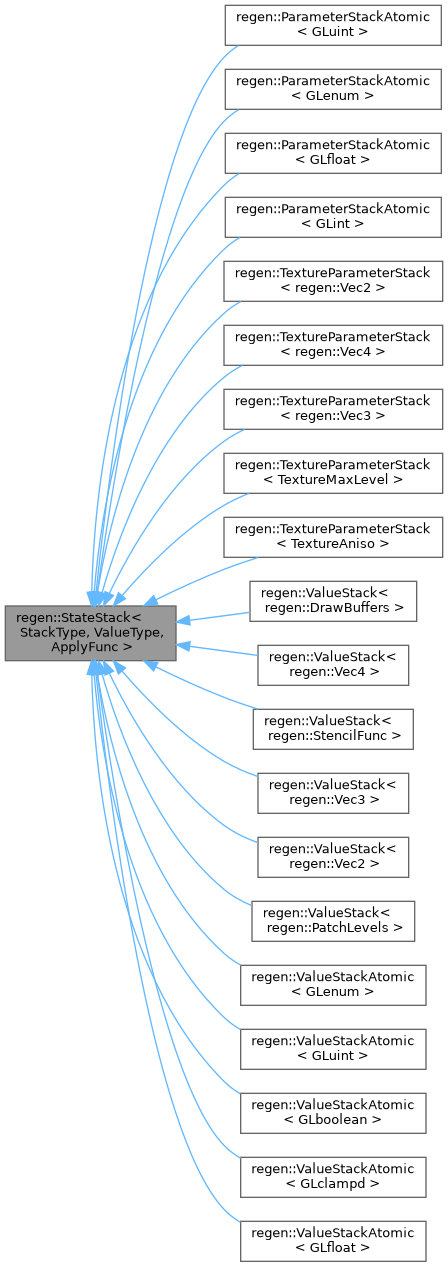 regen::ParameterStackAtomic
< GLuint >
regen::ParameterStackAtomic
< GLenum >
regen::ParameterStackAtomic
< GLfloat >
regen::ParameterStackAtomic
< GLint >
regen::TextureParameterStack
< regen::Vec2 >
regen::TextureParameterStack
< regen::Vec4 >
regen::TextureParameterStack
< regen::Vec3 >
regen::TextureParameterStack
< TextureMaxLevel >
regen::TextureParameterStack
< TextureAniso >
regen::StateStack<
StackType, ValueType,
ApplyFunc >
regen::ValueStack<
regen::DrawBuffers >
regen::ValueStack<
regen::Vec4 >
regen::ValueStack<
regen::StencilFunc >
regen::ValueStack<
regen::Vec3 >
regen::ValueStack<
regen::Vec2 >
regen::ValueStack<
regen::PatchLevels >
regen::ValueStackAtomic
< GLenum >
regen::ValueStackAtomic
< GLuint >
regen::ValueStackAtomic
< GLboolean >
regen::ValueStackAtomic
< GLclampd >
regen::ValueStackAtomic
< GLfloat >